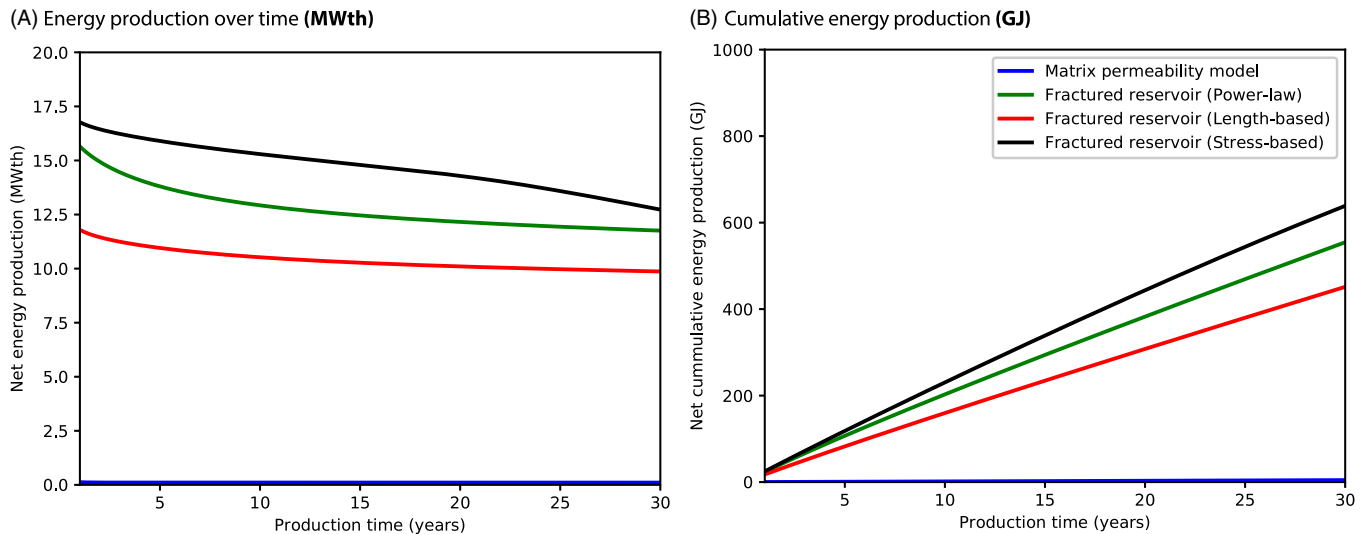 (A) Energy production over time (MWth)
20.0
17.5
15.0
12.5
10.0
7.5
5.0
2.5
0.0
Net energy production (MWth)
5 10 15 20 25 30
Production time (years)
(B) Cumulative energy production (GJ)
1000
800
600
400
200
0
Net cummulative energy production (GJ)
Matrix permeability model
Fractured reservoir (Power-law)
Fractured reservoir (Length-based)
Fractured reservoir (Stress-based)
5 10 15 20 25 30
Production time (years)